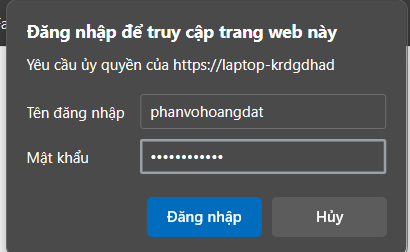 Đăng nhập để truy cập trang web này
Yêu cầu ủy quyền của https://laptop-krdgdhad
Tên đăng nhập phanvohoangdat
Mật khẩu ••••••••••••
Đăng nhập Hủy